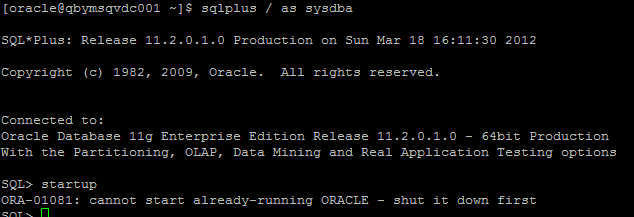 [oracle@qbymsqvdc001 ~]$ sqlplus / as sysdba
SQL*Plus: Release 11.2.0.1.0 Production on Sun Mar 18 16:11:30 2012
Copyright (c) 1982, 2009, Oracle.  All rights reserved.
Connected to:
Oracle Database 11g Enterprise Edition Release 11.2.0.1.0 - 64bit Production
With the Partitioning, OLAP, Data Mining and Real Application Testing options
SQL> startup
ORA-01081: cannot start already-running ORACLE - shut it down first
SQL>